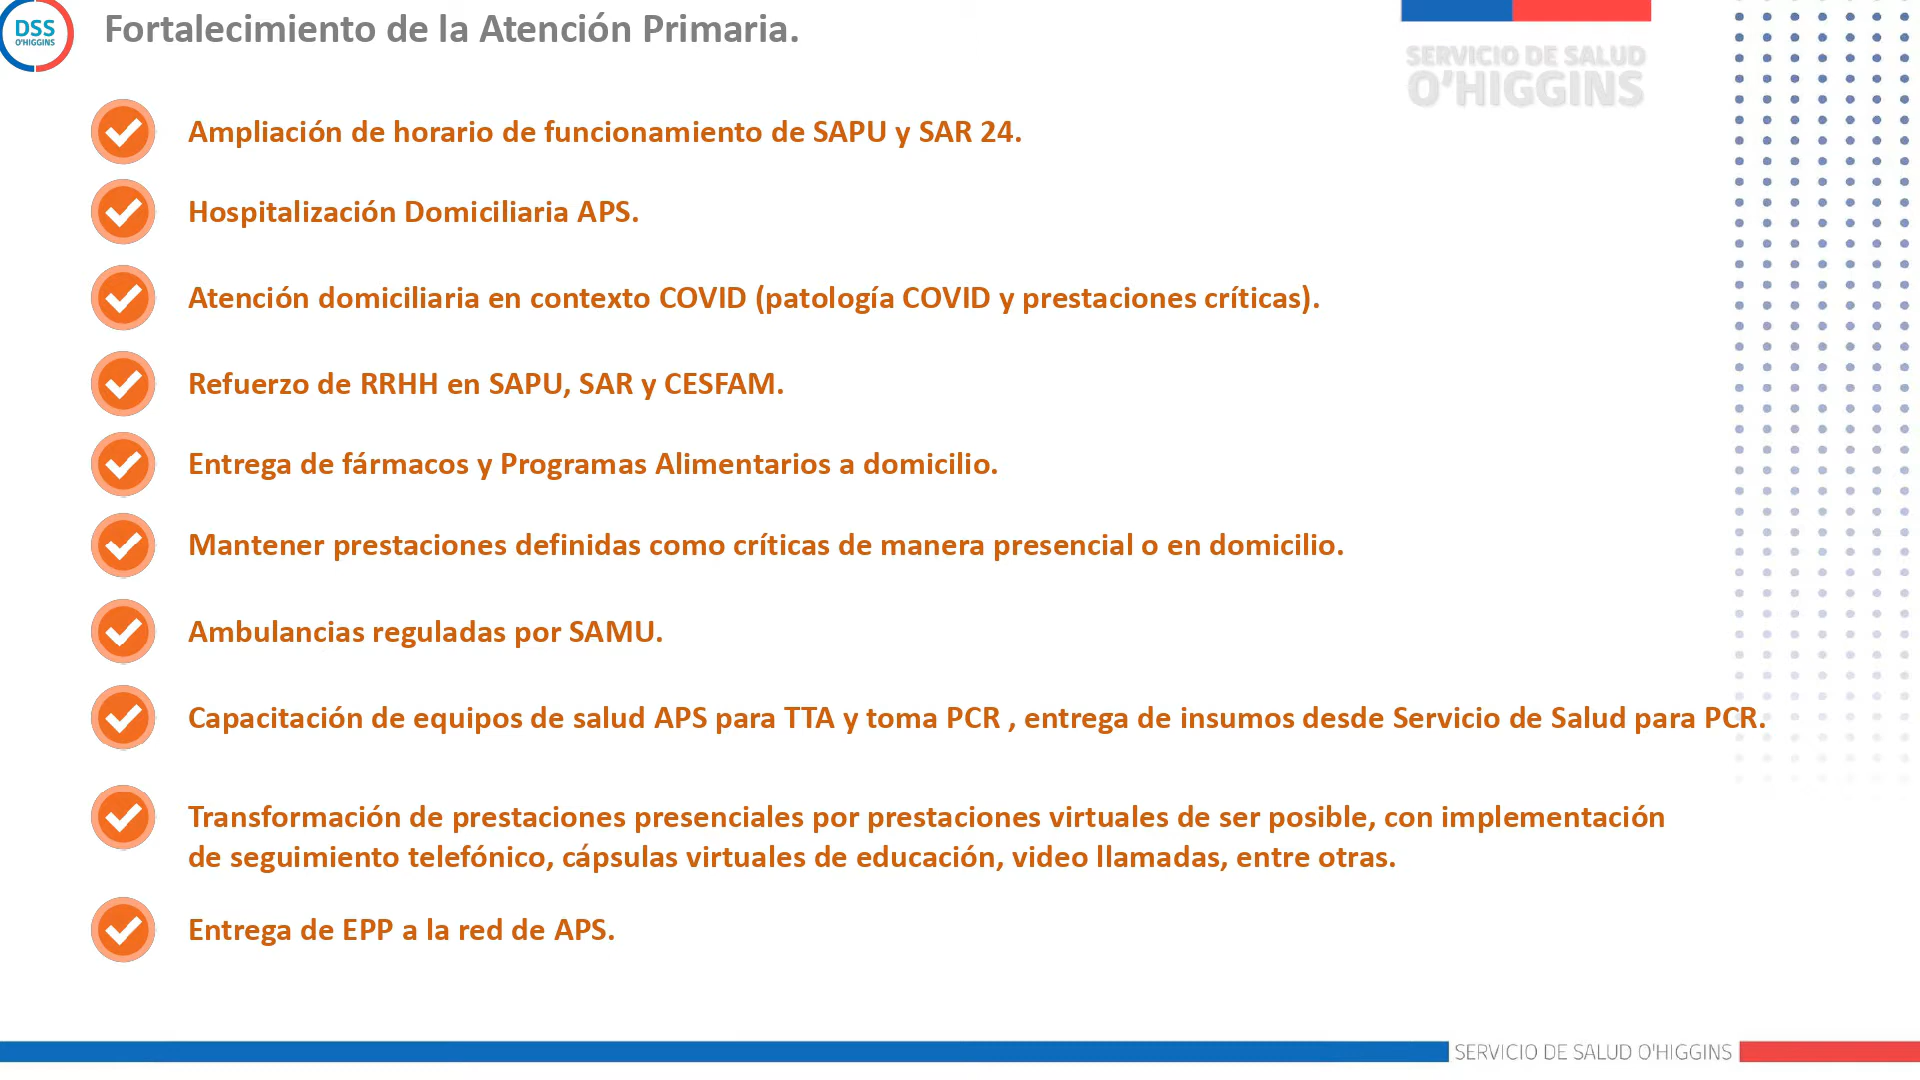 DSS
O'HIGGINS
Fortalecimiento de la Atención Primaria.
SERVICIO DE SALUD
O'HIGGINS
Ampliación de horario de funcionamiento de SAPU y SAR 24.
Hospitalización Domiciliaria APS.
Atención domiciliaria en contexto COVID (patología COVID y prestaciones críticas).
Refuerzo de RRHH en SAPU, SAR y CESFAM.
Entrega de fármacos y Programas Alimentarios a domicilio.
Mantener prestaciones definidas como críticas de manera presencial o en domicilio.
Ambulancias reguladas por SAMU.
Capacitación de equipos de salud APS para TTA y toma PCR , entrega de insumos desde Servicio de Salud para PCR.
Transformación de prestaciones presenciales por prestaciones virtuales de ser posible, con implementación
de seguimiento telefónico, cápsulas virtuales de educación, video llamadas, entre otras.
Entrega de EPP a la red de APS.
SERVICIO DE SALUD O'HIGGINS